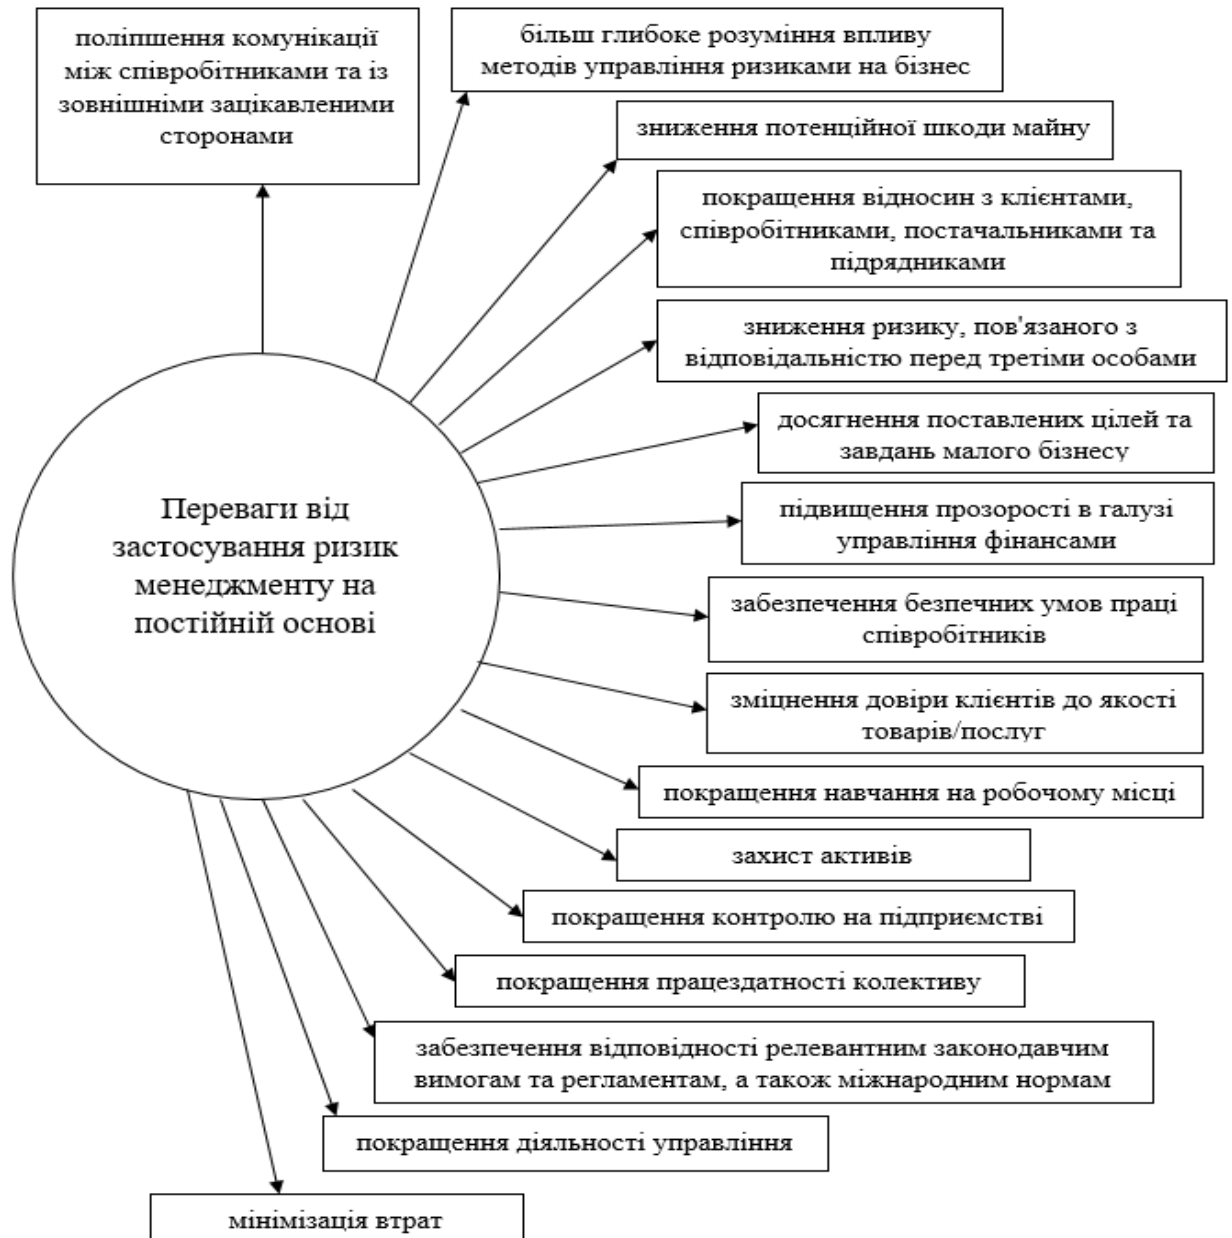 поліпшення комунікації
між співробітниками та із
зовнішніми зацікавленими
сторонами
більш глибоке розуміння впливу
методів управління ризиками на бізнес
зниження потенційної шкоди майну
покращення відносин з клієнтами,
співробітниками, постачальниками та
підрядниками
зниження ризику, пов'язаного з
відповідальністю перед третіми особами
досягнення поставлених цілей та
завдань малого бізнесу
Переваги від
застосування ризик
менеджменту на
постійній основі
підвищення прозорості в галузі
управління фінансами
забезпечення безпечних умов праці
співробітників
зміцнення довіри клієнтів до якості
товарів/послуг
покращення навчання на робочому місці
захист активів
покращення контролю на підприємстві
покращення працездатності колективу
забезпечення відповідності релевантним законодавчим
вимогам та регламентам, а також міжнародним нормам
покращення діяльності управління
мінімізація втрат